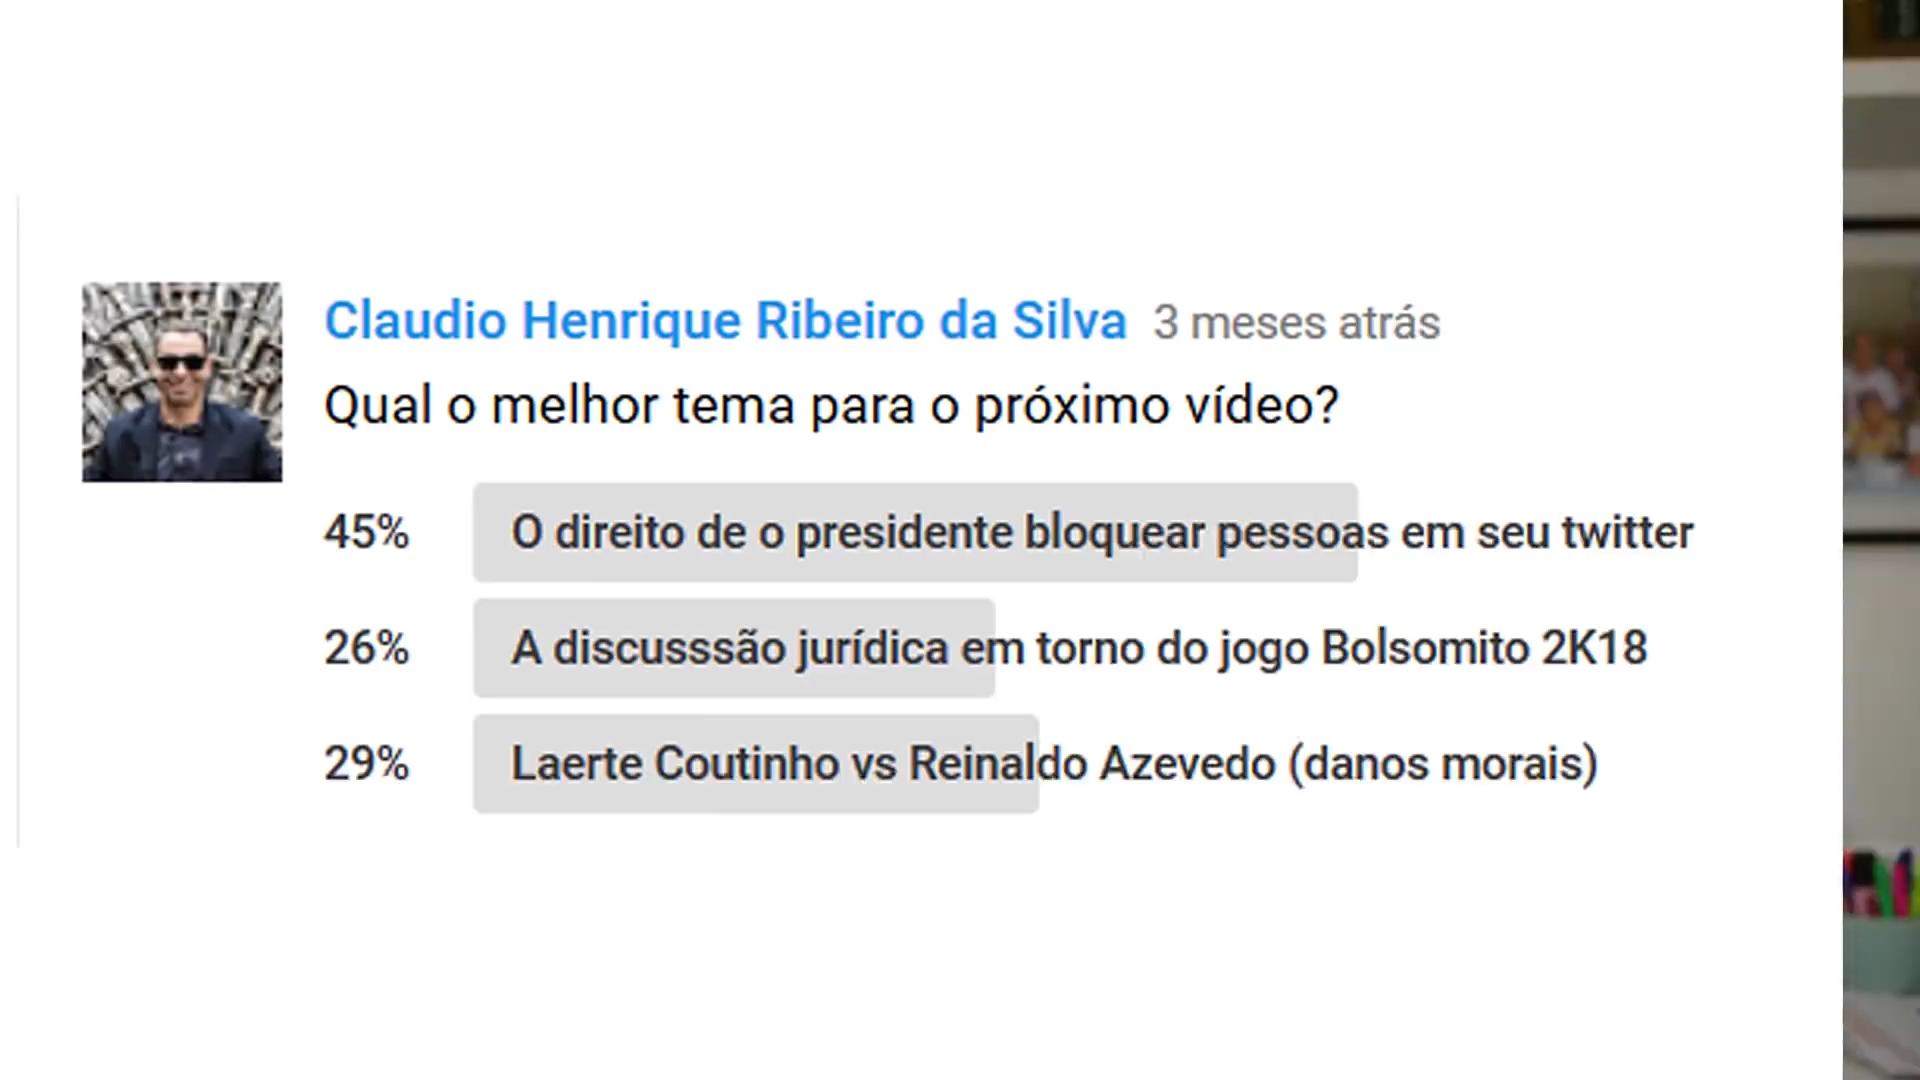 Claudio Henrique Ribeiro da Silva 3 meses atrás
Qual o melhor tema para o próximo vídeo?
45% O direito de o presidente bloquear pessoas em seu twitter
26% A discusssão jurídica em torno do jogo Bolsomito 2K18
29% Laerte Coutinho vs Reinaldo Azevedo (danos morais)